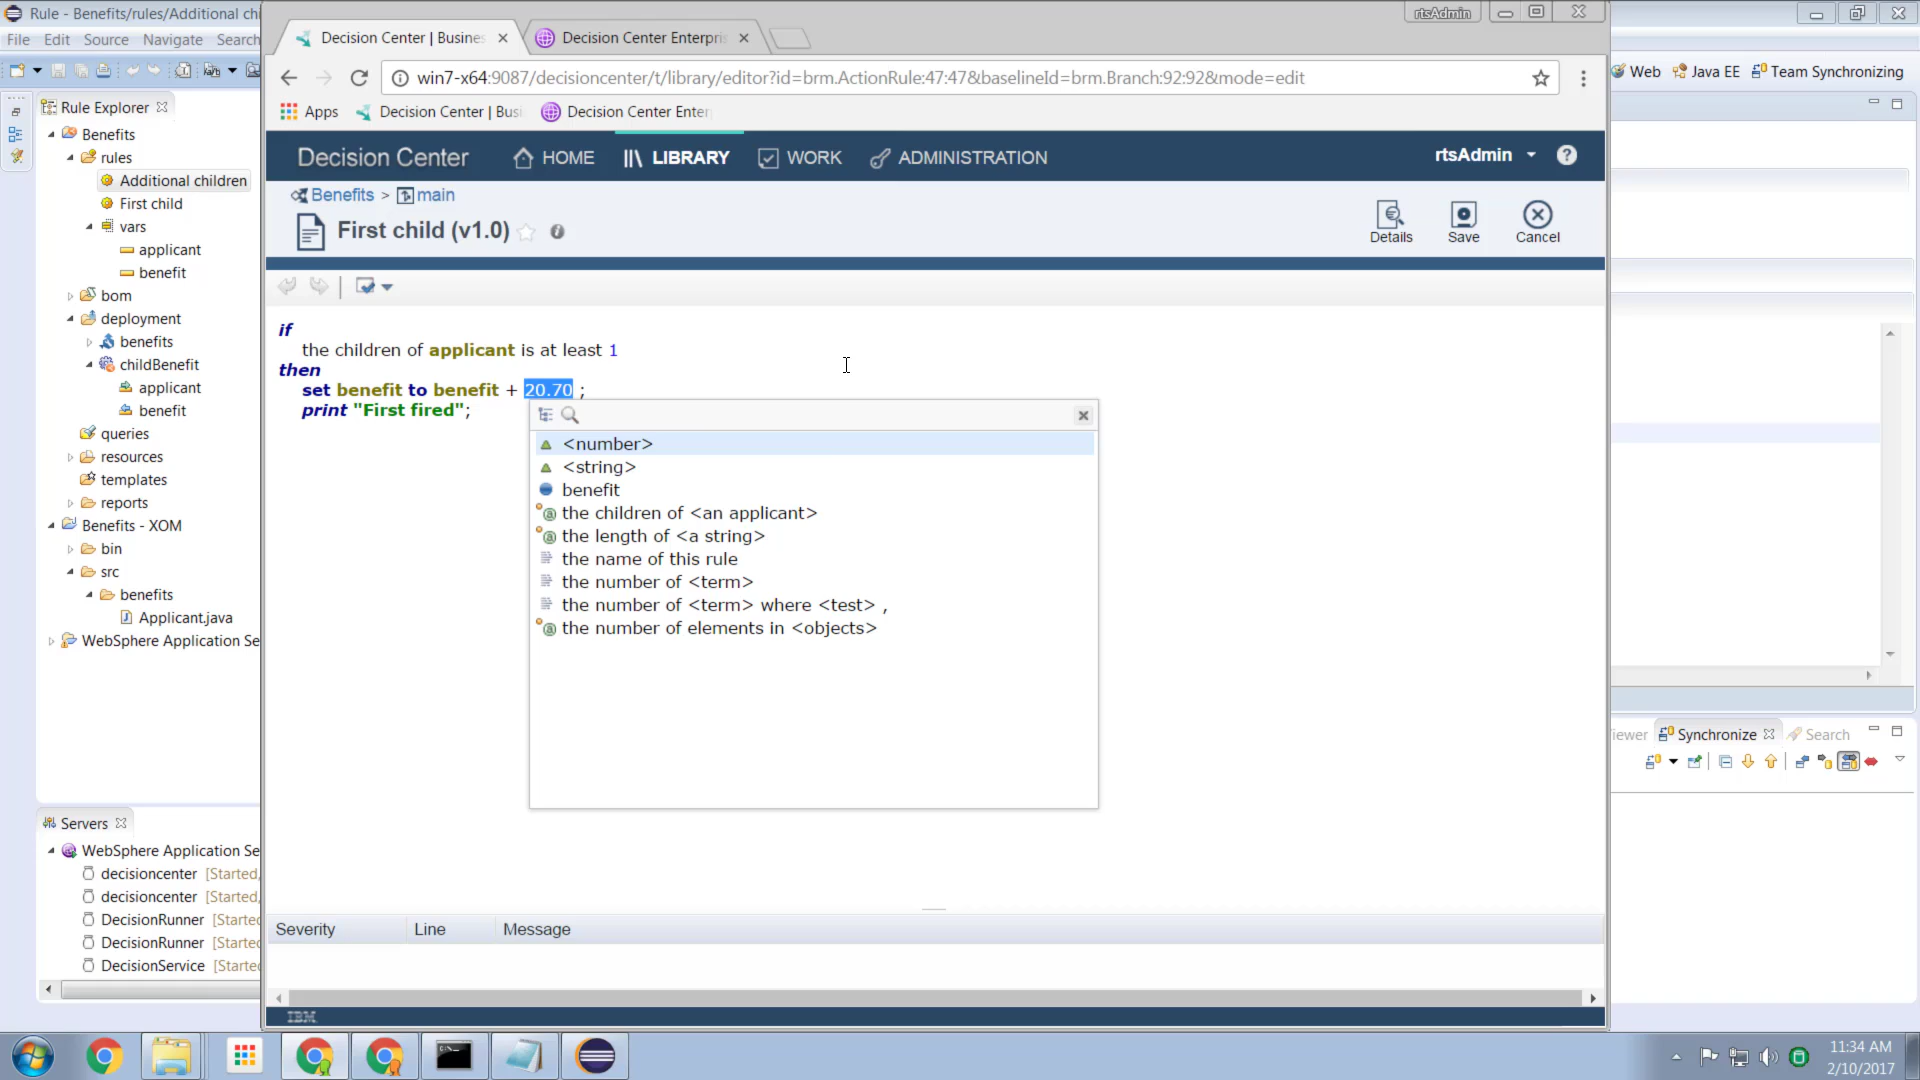 Rule - Benefits/rules/Additional chi
rtsAdmin
File Edit Source Navigate Search
Decision Center | Busines
Decision Center Enterpris
win7-x64:9087/decisioncenter/t/library/editor?id=brm.ActionRule:47:47&baselineId=brm.Branch:92:92&mode=edit
Web Java EE Team Synchronizing
Apps Decision Center | Busi Decision Center Enter
Rule Explorer
Benefits
rules
Additional children
First child
vars
applicant
benefit
bom
deployment
benefits
childBenefit
applicant
benefit
queries
resources
templates
reports
Benefits - XOM
bin
src
benefits
Applicant.java
WebSphere Application Se
Servers
WebSphere Application Se
decisioncenter [Started,
decisioncenter [Started,
DecisionRunner [Started
DecisionRunner [Started
DecisionService [Starte
Decision Center HOME LIBRARY WORK ADMINISTRATION rtsAdmin ?
Benefits > main
First child (v1.0)
Details Save Cancel
if
the children of applicant is at least 1
then
set benefit to benefit + 20.70 ;
print "First fired";
<number>
<string>
benefit
the children of <an applicant>
the length of <a string>
the name of this rule
the number of <term>
the number of <term> where <test> ,
the number of elements in <objects>
Severity Line Message
IBM
iewer Synchronize Search
11:34 AM
2/10/2017